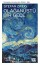 STEFAN ZWEIG
OLAĞANÜSTÜ
BİR GECE